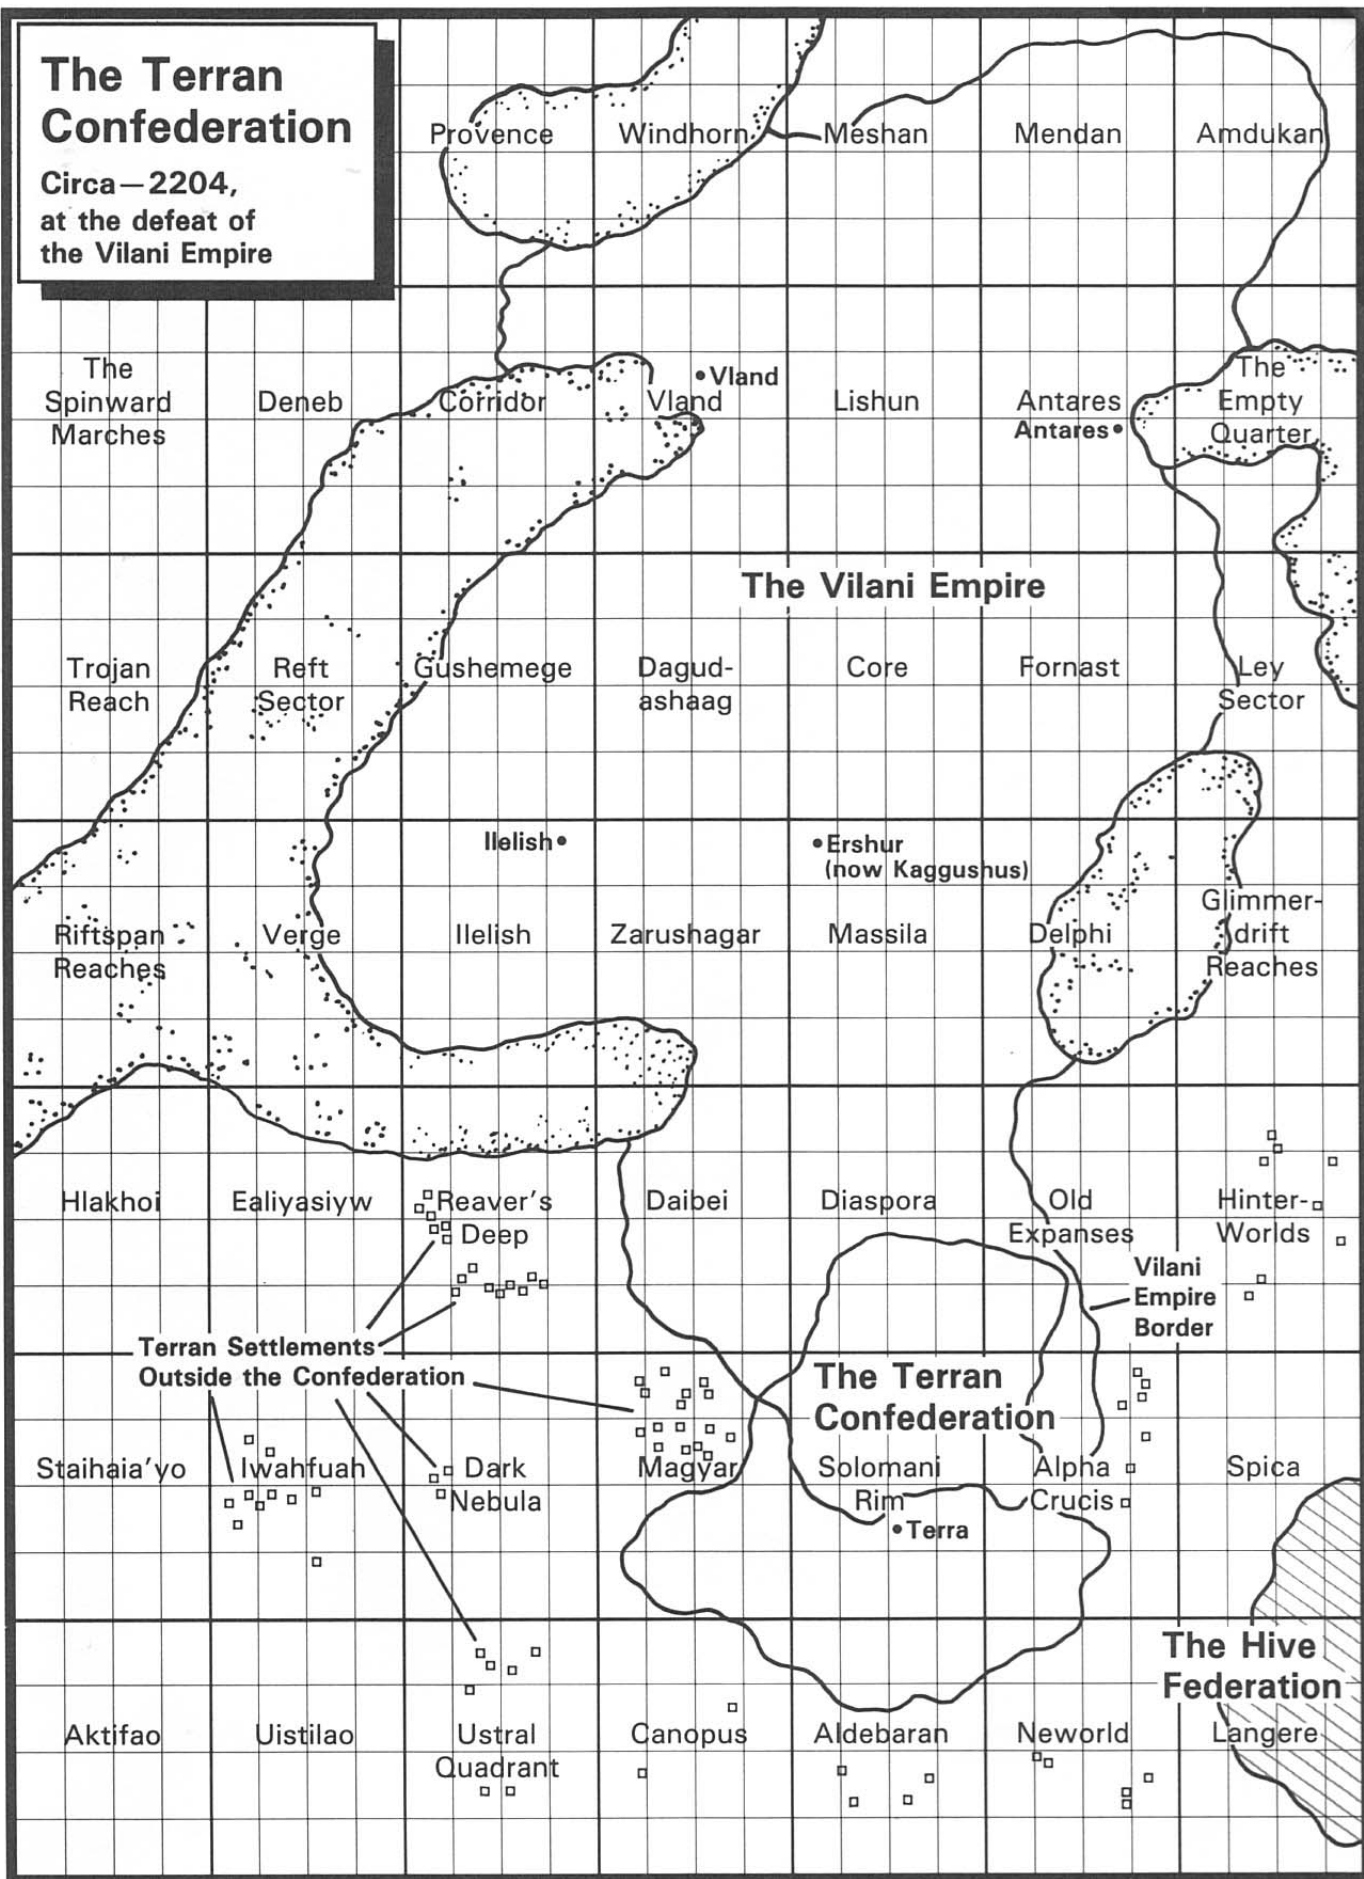 The Terran
Confederation
Circa—2204,
at the defeat of
the Vilani Empire
Provence
Windhorn
Meshan
Mendan
Amdukan
The
Spinward
Marches
Deneb
Corridor
Vland
Vland
Lishun
Antares
Antares
The
Empty
Quarter
The Vilani Empire
Trojan
Reach
Reft
Sector
Gushemege
Dagud-
ashaag
Core
Fornast
Ley
Sector
Ilelish
Ershur
(now Kaggushus)
Riftspan
Reaches
Verge
Ilelish
Zarushagar
Massila
Delphi
Glimmer-
drift
Reaches
Hlakhoi
Ealiyasiyw
Reaver's
Deep
Daibei
Diaspora
Old
Expanses
Hinter-
Worlds
Vilani
Empire
Border
Terran Settlements
Outside the Confederation
The Terran
Confederation
Staihaia'yo
Iwahfuah
Dark
Nebula
Magyar
Solomani
Rim
Terra
Alpha
Crucis
Spica
The Hive
Federation
Aktifao
Uistilao
Ustral
Quadrant
Canopus
Aldebaran
Neworld
Langere